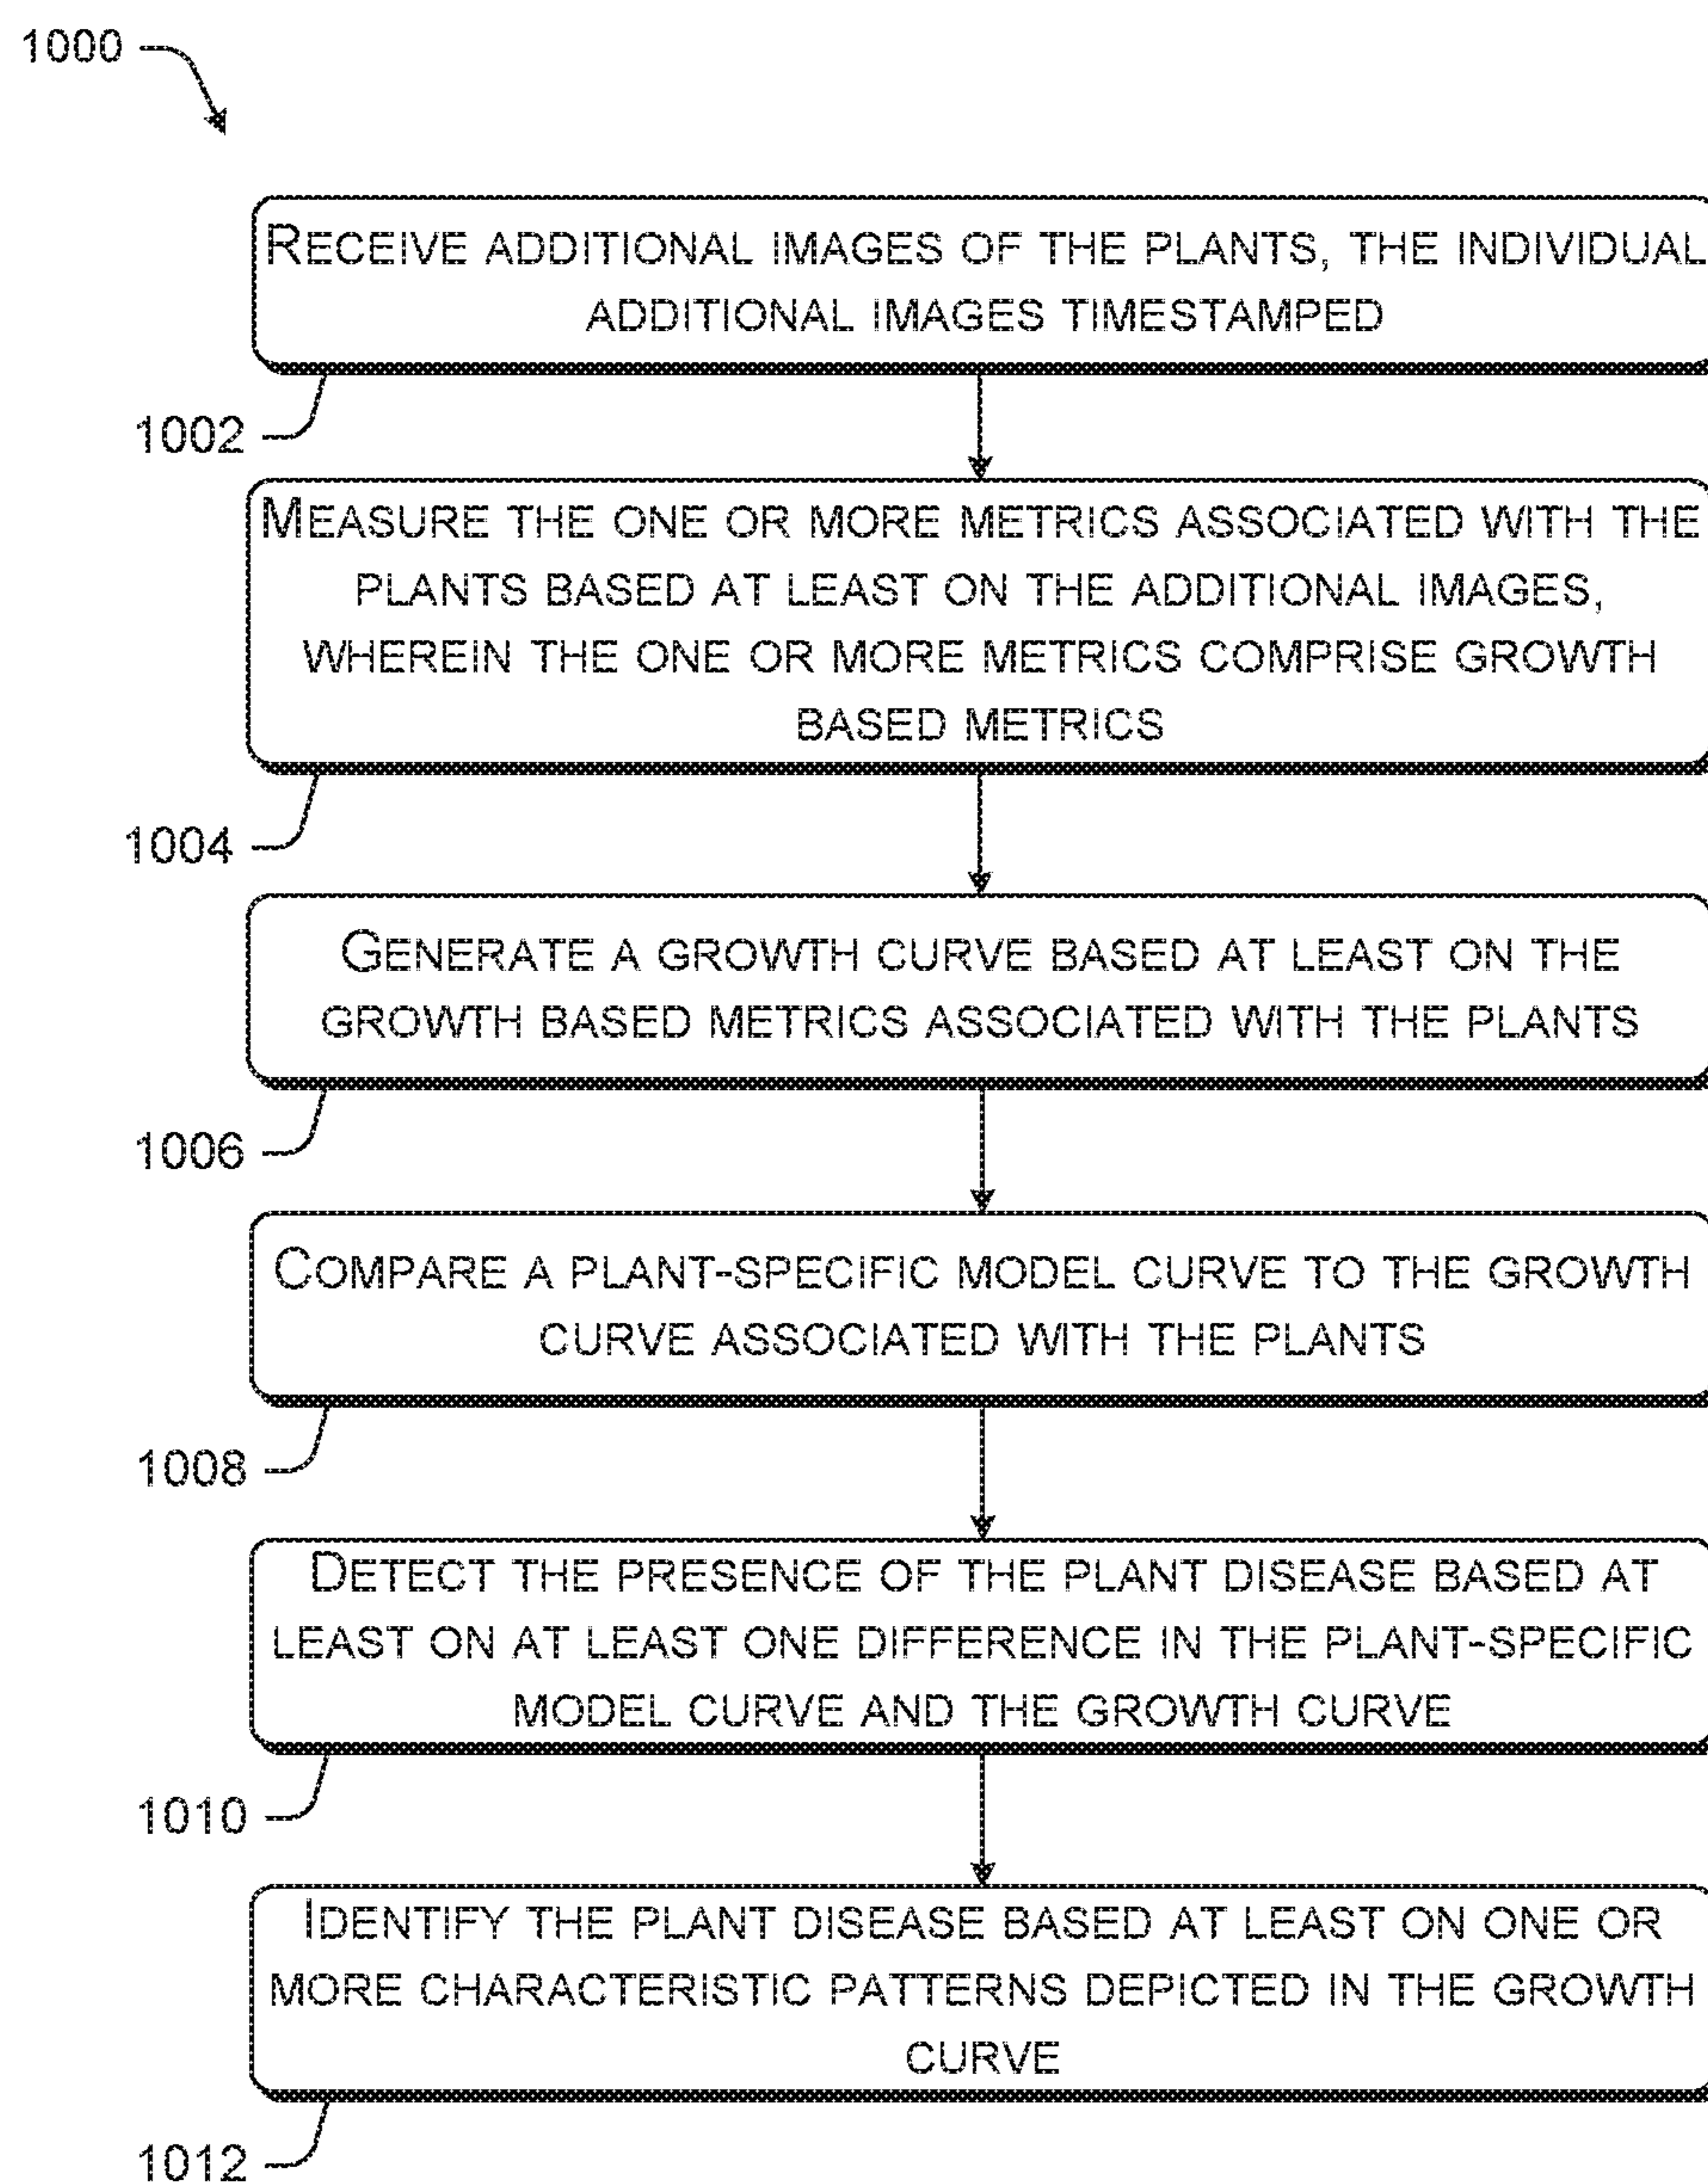 1000
RECEIVE ADDITIONAL IMAGES OF THE PLANTS, THE INDIVIDUAL
ADDITIONAL IMAGES TIMESTAMPED
1002
MEASURE THE ONE OR MORE METRICS ASSOCIATED WITH THE
PLANTS BASED AT LEAST ON THE ADDITIONAL IMAGES,
WHEREIN THE ONE OR MORE METRICS COMPRISE GROWTH
BASED METRICS
1004
GENERATE A GROWTH CURVE BASED AT LEAST ON THE
GROWTH BASED METRICS ASSOCIATED WITH THE PLANTS
1006
COMPARE A PLANT-SPECIFIC MODEL CURVE TO THE GROWTH
CURVE ASSOCIATED WITH THE PLANTS
1008
DETECT THE PRESENCE OF THE PLANT DISEASE BASED AT
LEAST ON AT LEAST ONE DIFFERENCE IN THE PLANT-SPECIFIC
MODEL CURVE AND THE GROWTH CURVE
1010
IDENTIFY THE PLANT DISEASE BASED AT LEAST ON ONE OR
MORE CHARACTERISTIC PATTERNS DEPICTED IN THE GROWTH
CURVE
1012